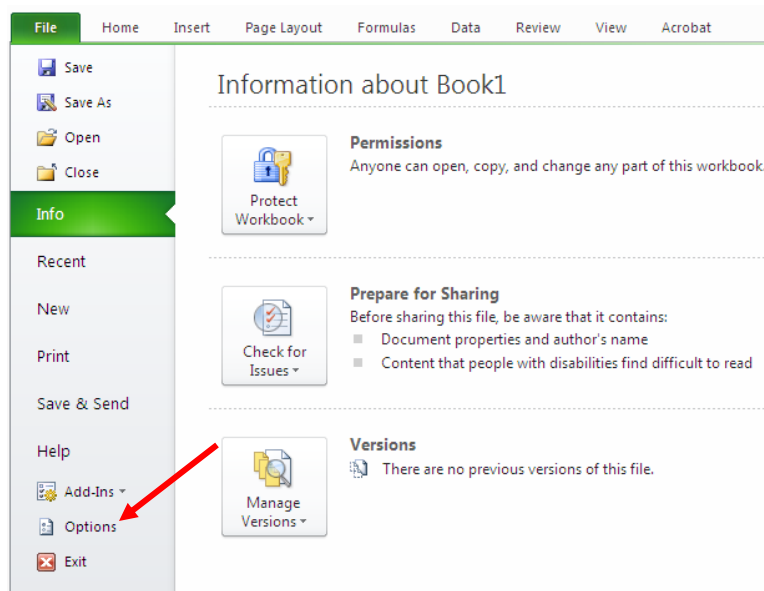 File Home Insert Page Layout Formulas Data Review View Acrobat
Save
Save As
Open
Close
Info
Recent
New
Print
Save & Send
Help
Add-Ins
Options
Exit
Information about Book1
Protect
Workbook
Permissions
Anyone can open, copy, and change any part of this workbook.
Check for
Issues
Prepare for Sharing
Before sharing this file, be aware that it contains:
Document properties and author's name
Content that people with disabilities find difficult to read
Manage
Versions
Versions
There are no previous versions of this file.